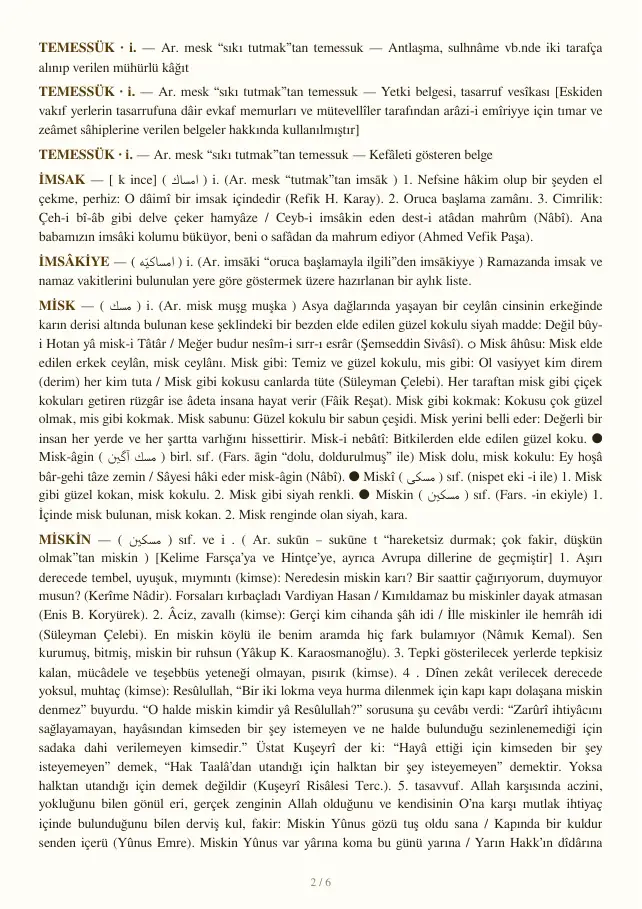 TEMESSÜK · i. — Ar. mesk “sıkı tutmak”tan temessuk — Antlaşma, sulhnâme vb.nde iki tarafça
alınıp verilen mühürlü kâğıt
TEMESSÜK · i. — Ar. mesk “sıkı tutmak”tan temessuk — Yetki belgesi, tasarruf vesîkası [Eskiden
vakıf yerlerin tasarrufuna dâir evkaf memurları ve mütevellîler tarafından arâzi-i emîriyye için tımar ve
zeâmet sâhiplerine verilen belgeler hakkında kullanılmıştır]
TEMESSÜK · i. — Ar. mesk “sıkı tutmak”tan temessuk — Kefâleti gösteren belge
İMSAK — [ k ince] ( امساك ) i. (Ar. mesk “tutmak”tan imsāk ) 1. Nefsine hâkim olup bir şeyden el
çekme, perhiz: O dâimî bir imsak içindedir (Refik H. Karay). 2. Oruca başlama zamânı. 3. Cimrilik:
Çeh-i bî-âb gibi delve çeker hamyâze / Ceyb-i imsâkin eden dest-i atâdan mahrûm (Nâbî). Ana
babamızın imsâki kolumu büküyor, beni o safâdan da mahrum ediyor (Ahmed Vefik Paşa).
İMSÂKİYE — ( امساكيّه ) i. (Ar. imsāki “oruca başlamayla ilgili”den imsākiyye ) Ramazanda imsak ve
namaz vakitlerini bulunulan yere göre göstermek üzere hazırlanan bir aylık liste.
MİSK — ( مسك ) i. (Ar. misk muşg muşka ) Asya dağlarında yaşayan bir ceylân cinsinin erkeğinde
karın derisi altında bulunan kese şeklindeki bir bezden elde edilen güzel kokulu siyah madde: Değil bûy-
i Hotan yâ misk-i Tâtâr / Meğer budur nesîm-i sırr-ı esrâr (Şemseddin Sivâsî). o Misk âhûsu: Misk elde
edilen erkek ceylân, misk ceylânı. Misk gibi: Temiz ve güzel kokulu, mis gibi: Ol vasiyyet kim direm
(derim) her kim tuta / Misk gibi kokusu canlarda tüte (Süleyman Çelebi). Her taraftan misk gibi çiçek
kokuları getiren rüzgâr ise âdeta insana hayat verir (Fâik Reşat). Misk gibi kokmak: Kokusu çok güzel
olmak, mis gibi kokmak. Misk sabunu: Güzel kokulu bir sabun çeşidi. Misk yerini belli eder: Değerli bir
insan her yerde ve her şartta varlığını hissettirir. Misk-i nebâtî: Bitkilerden elde edilen güzel koku. ●
Misk-âgin ( مسك آگين ) birl. sıf. (Fars. āgin “dolu, doldurulmuş” ile) Misk dolu, misk kokulu: Ey hoşâ
bâr-gehi tâze zemin / Sâyesi hâki eder misk-âgin (Nâbî). ● Miskî ( مسكى ) sıf. (nispet eki -i ile) 1. Misk
gibi güzel kokan, misk kokulu. 2. Misk gibi siyah renkli. ● Miskin ( مسكين ) sıf. (Fars. -in ekiyle) 1.
İçinde misk bulunan, misk kokan. 2. Misk renginde olan siyah, kara.
MİSKİN — ( مسكين ) sıf. ve i . ( Ar. sukūn – sukūne t “hareketsiz durmak; çok fakir, düşkün
olmak”tan miskin ) [Kelime Farsça’ya ve Hintçe’ye, ayrıca Avrupa dillerine de geçmiştir] 1. Aşırı
derecede tembel, uyuşuk, mıymıntı (kimse): Neredesin miskin karı? Bir saattir çağırıyorum, duymuyor
musun? (Kerîme Nâdir). Forsaları kırbaçladı Vardiyan Hasan / Kımıldamaz bu miskinler dayak atmasan
(Enis B. Koryürek). 2. Âciz, zavallı (kimse): Gerçi kim cihanda şâh idi / İlle miskinler ile hemrâh idi
(Süleyman Çelebi). En miskin köylü ile benim aramda hiç fark bulamıyor (Nâmık Kemal). Sen
kurumuş, bitmiş, miskin bir ruhsun (Yâkup K. Karaosmanoğlu). 3. Tepki gösterilecek yerlerde tepkisiz
kalan, mücâdele ve teşebbüs yeteneği olmayan, pısırık (kimse). 4 . Dînen zekât verilecek derecede
yoksul, muhtaç (kimse): Resûlullah, “Bir iki lokma veya hurma dilenmek için kapı kapı dolaşana miskin
denmez” buyurdu. “O halde miskin kimdir yâ Resûlullah?” sorusuna şu cevâbı verdi: “Zarûrî ihtiyâcını
sağlayamayan, hayâsından kimseden bir şey istemeyen ve ne halde bulunduğu sezinlenemediği için
sadaka dahi verilemeyen kimsedir.” Üstat Kuşeyrî der ki: “Hayâ ettiği için kimseden bir şey
isteyemeyen” demek, “Hak Taalâ’dan utandığı için halktan bir şey isteyemeyen” demektir. Yoksa
halktan utandığı için demek değildir (Kuşeyrî Risâlesi Terc.). 5. tasavvuf. Allah karşısında aczini,
yokluğunu bilen gönül eri, gerçek zenginin Allah olduğunu ve kendisinin O’na karşı mutlak ihtiyaç
içinde bulunduğunu bilen derviş kul, fakir: Miskin Yûnus gözü tuş oldu sana / Kapında bir kuldur
senden içerü (Yûnus Emre). Miskin Yûnus var yârına koma bu günü yarına / Yarın Hakk’ın dîdârına
2 / 6